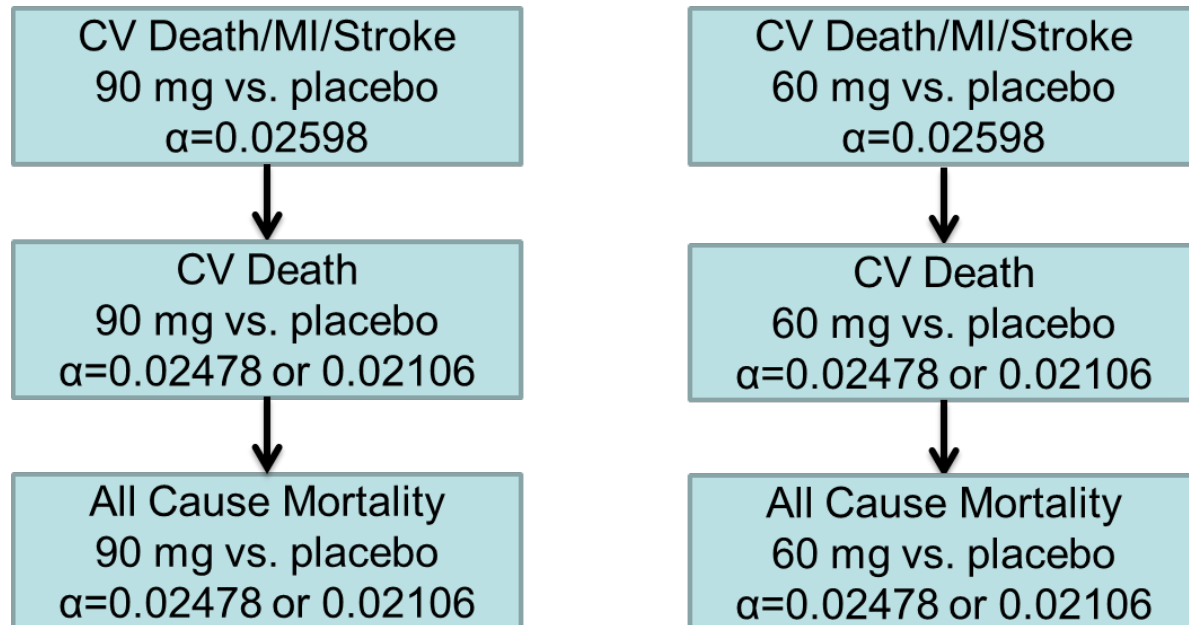 CV Death/MI/Stroke
90 mg vs. placebo
α=0.02598
CV Death
90 mg vs. placebo
α=0.02478 or 0.02106
All Cause Mortality
90 mg vs. placebo
α=0.02478 or 0.02106
CV Death/MI/Stroke
60 mg vs. placebo
α=0.02598
CV Death
60 mg vs. placebo
α=0.02478 or 0.02106
All Cause Mortality
60 mg vs. placebo
α=0.02478 or 0.02106